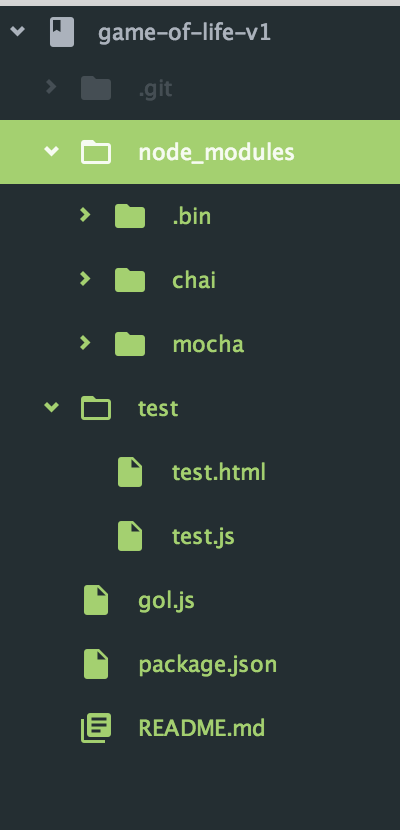 game-of-life-v1
.git
node_modules
.bin
chai
mocha
test
test.html
test.js
gol.js
package.json
README.md